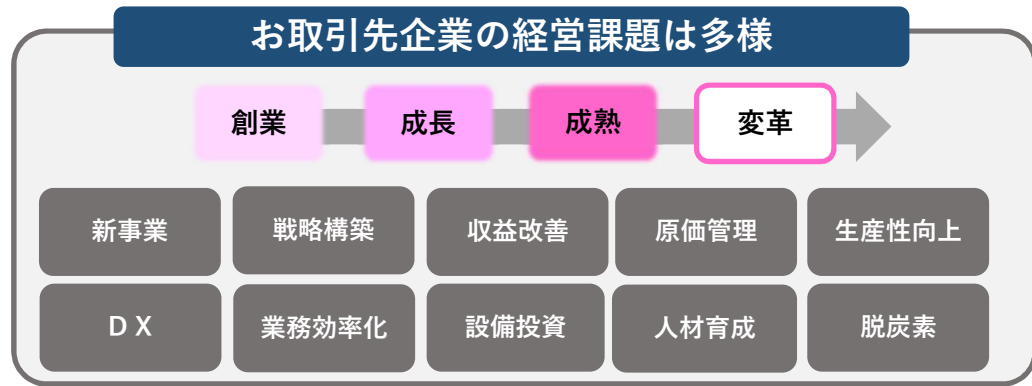 お取引先企業の経営課題は多様
創業 成長 成熟 変革
新事業 戦略構築 収益改善 原価管理 生産性向上
ＤＸ 業務効率化 設備投資 人材育成 脱炭素